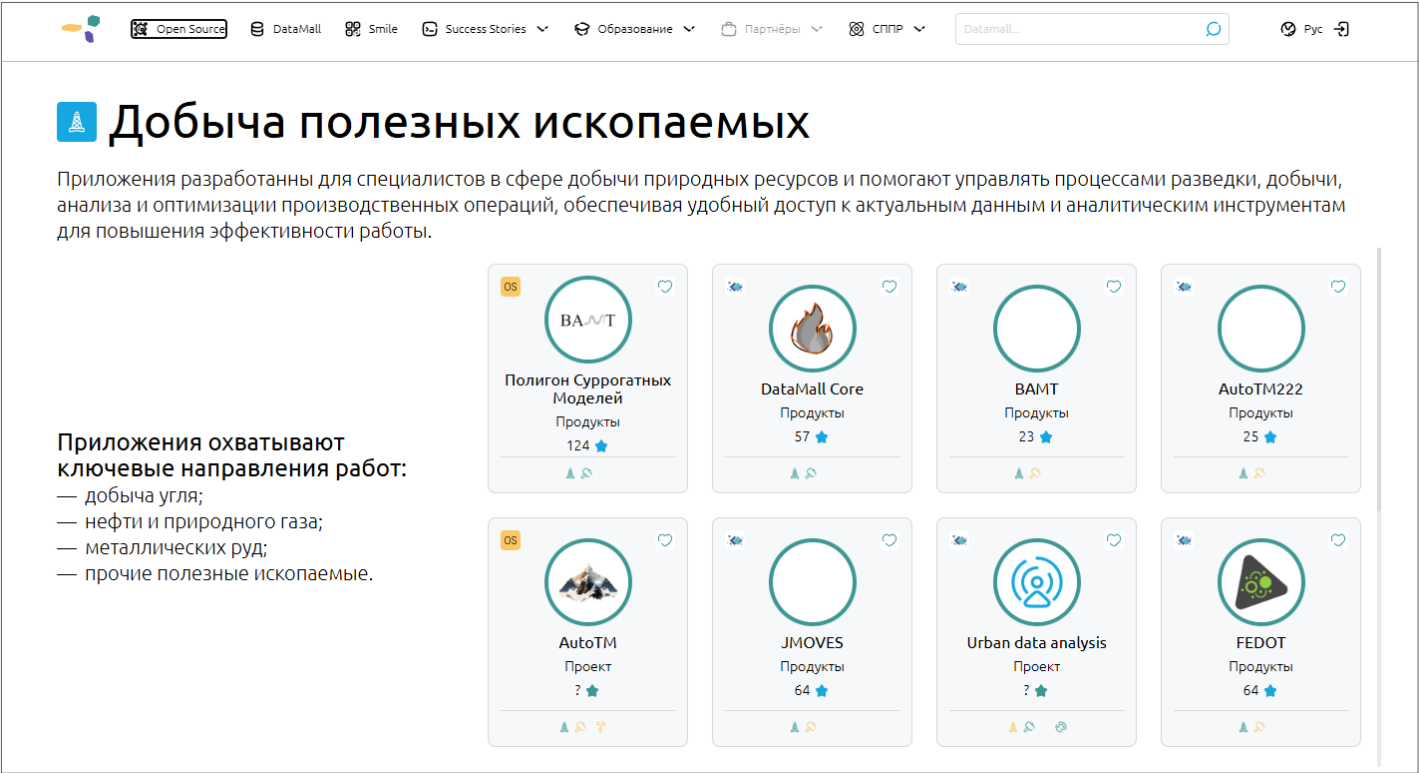 Open Source DataMall Smile Success Stories Образование Партнёры СППР Datamall... Рус
Добыча полезных ископаемых
Приложения разработанны для специалистов в сфере добычи природных ресурсов и помогают управлять процессами разведки, добычи,
анализа и оптимизации производственных операций, обеспечивая удобный доступ к актуальным данным и аналитическим инструментам
для повышения эффективности работы.
Приложения охватывают
ключевые направления работ:
— добыча угля;
— нефти и природного газа;
— металлических руд;
— прочие полезные ископаемые.
OS
BAMT
Полигон Суррогатных
Моделей
Продукты
124
DataMall Core
Продукты
57
BAMT
Продукты
23
AutoTM222
Продукты
25
OS
AutoTM
Проект
?
JMOVES
Продукты
64
Urban data analysis
Проект
?
FEDOT
Продукты
64